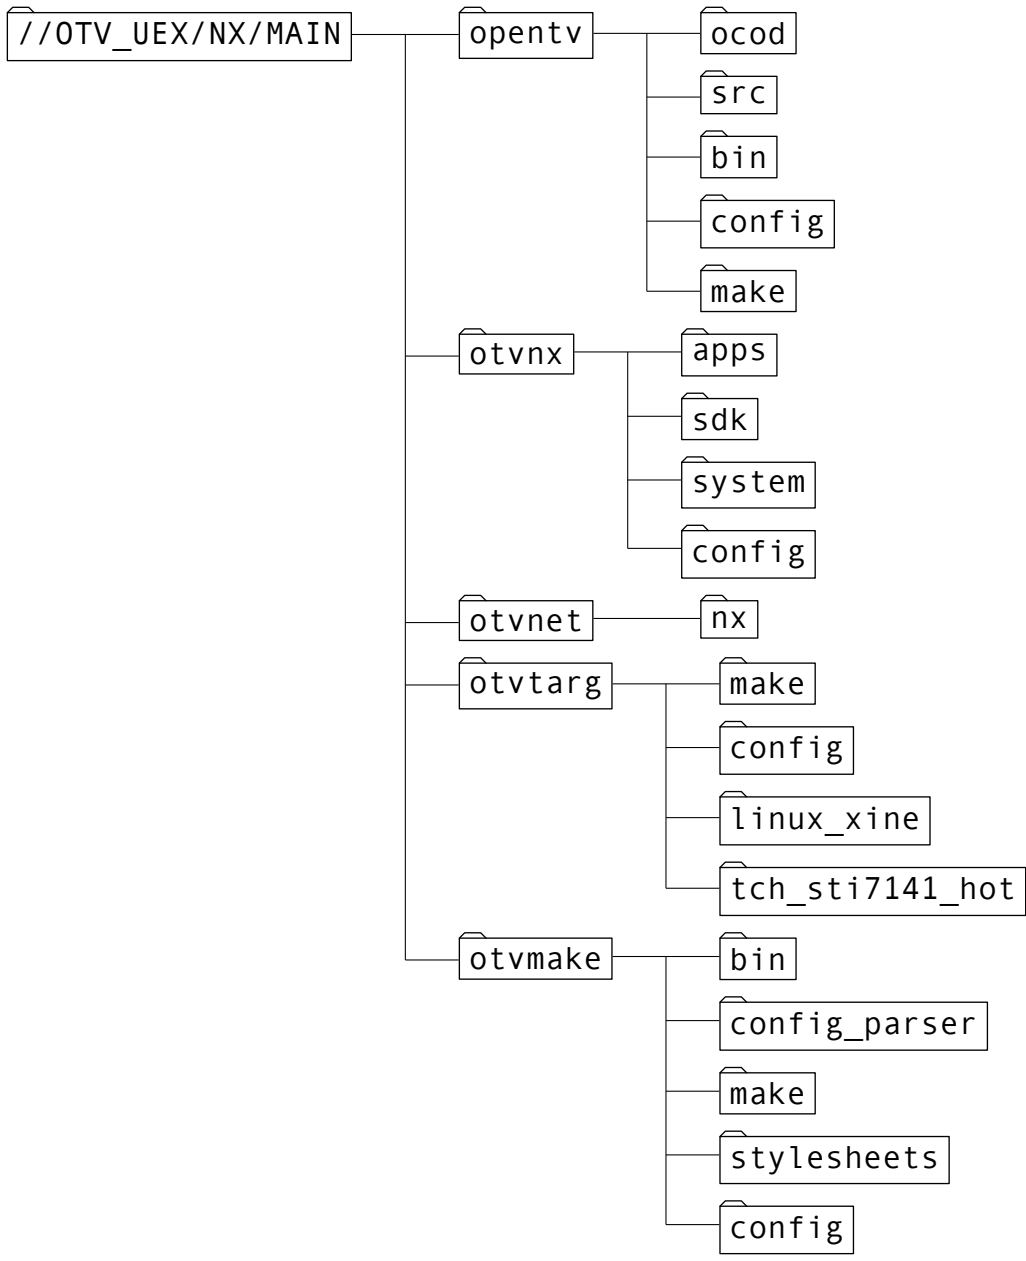 //OTV_UEX/NX/MAIN
opentv
ocod
src
bin
config
make
otvnx
apps
sdk
system
config
otvnet
nx
otvtarg
make
config
linux_xine
tch_sti7141_hot
otvmake
bin
config_parser
make
stylesheets
config